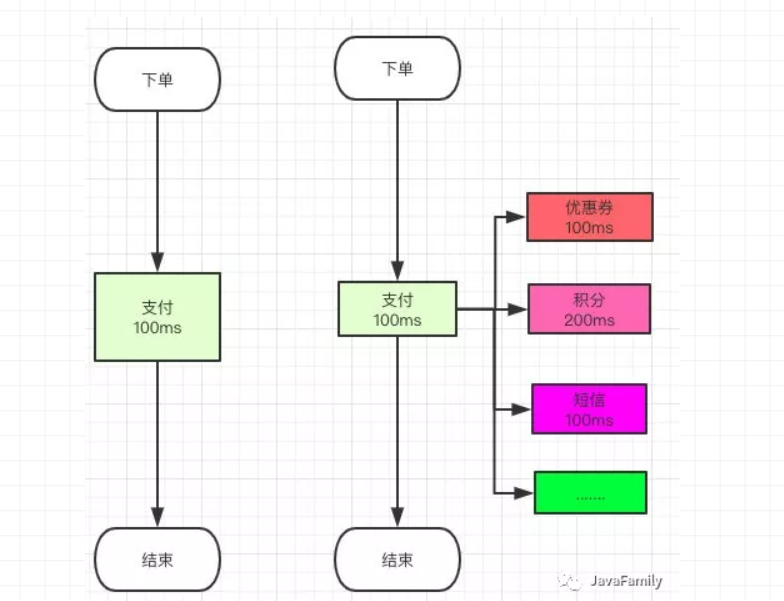 下单
支付
100ms
结束
下单
支付
100ms
结束
优惠券
100ms
积分
200ms
短信
100ms
.......
JavaFamily